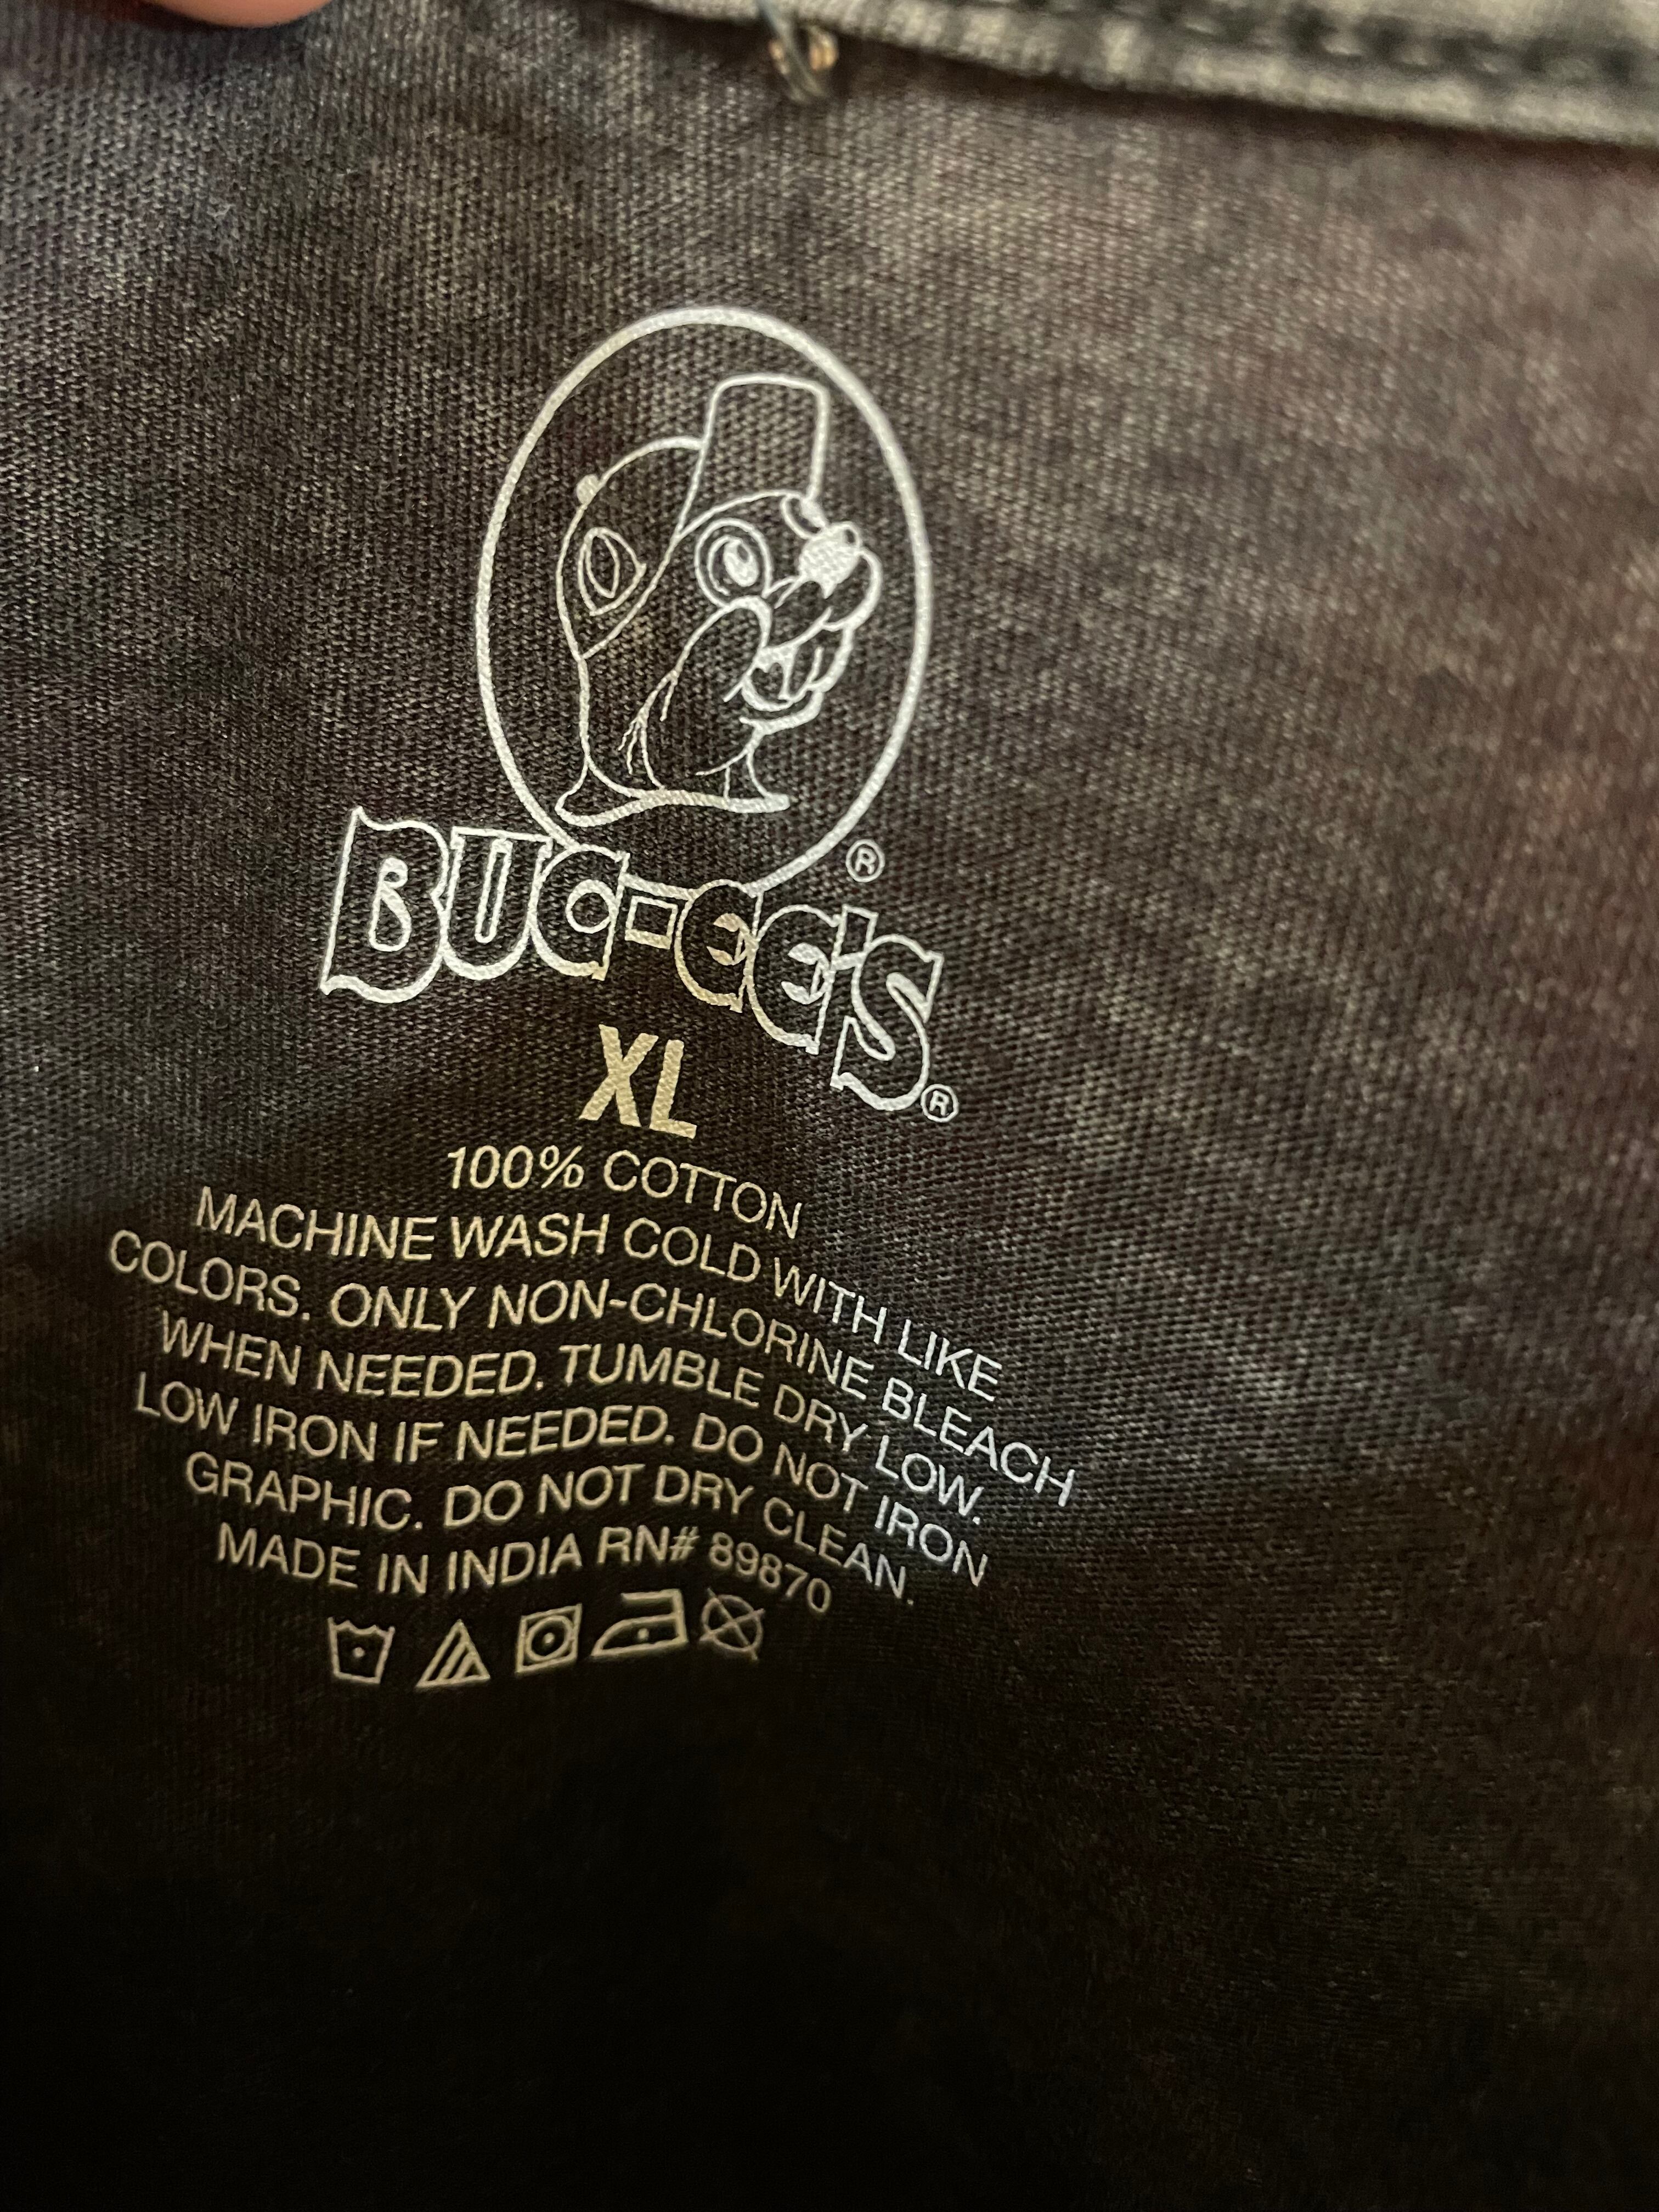 BUC-EE'S®
®
XL
100% COTTON
MACHINE WASH COLD WITH LIKE
COLORS. ONLY NON-CHLORINE BLEACH
WHEN NEEDED. TUMBLE DRY LOW.
LOW IRON IF NEEDED. DO NOT IRON
GRAPHIC. DO NOT DRY CLEAN.
MADE IN INDIA RN# 89870